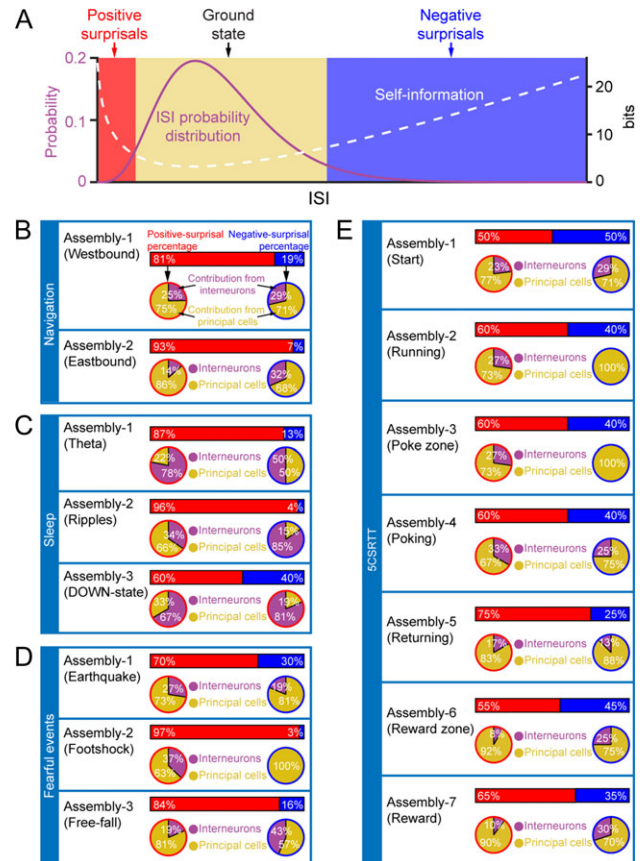 A
Positive
surprisals
Ground
state
Negative
surprisals
0.2
0.1
0
Probability
ISI probability
distribution
Self-information
20
10
0
bits
ISI
B
Navigation
Assembly-1
(Westbound)
Positive-surprisal
percentage
Negative-surprisal
percentage
81%
19%
Contribution from
interneurons
25%
75%
Contribution from
principal cells
29%
71%
Assembly-2
(Eastbound)
93%
7%
14%
86%
Interneurons
Principal cells
32%
68%
C
Sleep
Assembly-1
(Theta)
87%
13%
22%
78%
Interneurons
Principal cells
50%
50%
Assembly-2
(Ripples)
96%
4%
34%
66%
Interneurons
Principal cells
15%
85%
Assembly-3
(DOWN-state)
60%
40%
33%
67%
Interneurons
Principal cells
19%
81%
D
Fearful events
Assembly-1
(Earthquake)
70%
30%
27%
73%
Interneurons
Principal cells
19%
81%
Assembly-2
(Footshock)
97%
3%
37%
63%
Interneurons
Principal cells
100%
Assembly-3
(Free-fall)
84%
16%
19%
81%
Interneurons
Principal cells
43%
57%
E
5CSRTT
Assembly-1
(Start)
50%
50%
23%
77%
Interneurons
Principal cells
29%
71%
Assembly-2
(Running)
60%
40%
27%
73%
Interneurons
Principal cells
100%
Assembly-3
(Poke zone)
60%
40%
27%
73%
Interneurons
Principal cells
100%
Assembly-4
(Poking)
60%
40%
33%
67%
Interneurons
Principal cells
25%
75%
Assembly-5
(Returning)
75%
25%
17%
83%
Interneurons
Principal cells
13%
88%
Assembly-6
(Reward zone)
55%
45%
8%
92%
Interneurons
Principal cells
25%
75%
Assembly-7
(Reward)
65%
35%
10%
90%
Interneurons
Principal cells
30%
70%